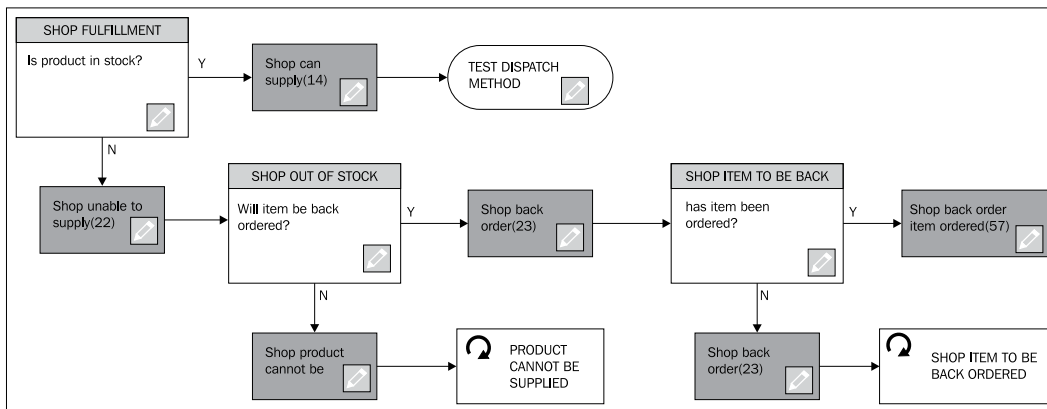 SHOP FULFILLMENT
Is product in stock?
Y
Shop can
supply(14)
TEST DISPATCH
METHOD
N
Shop unable to
supply(22)
SHOP OUT OF STOCK
Will item be back
ordered?
Y
Shop back
order(23)
SHOP ITEM TO BE BACK
has item been
ordered?
Y
Shop back order
item ordered(57)
N
Shop product
cannot be
PRODUCT
CANNOT BE
SUPPLIED
N
Shop back
order(23)
SHOP ITEM TO BE
BACK ORDERED